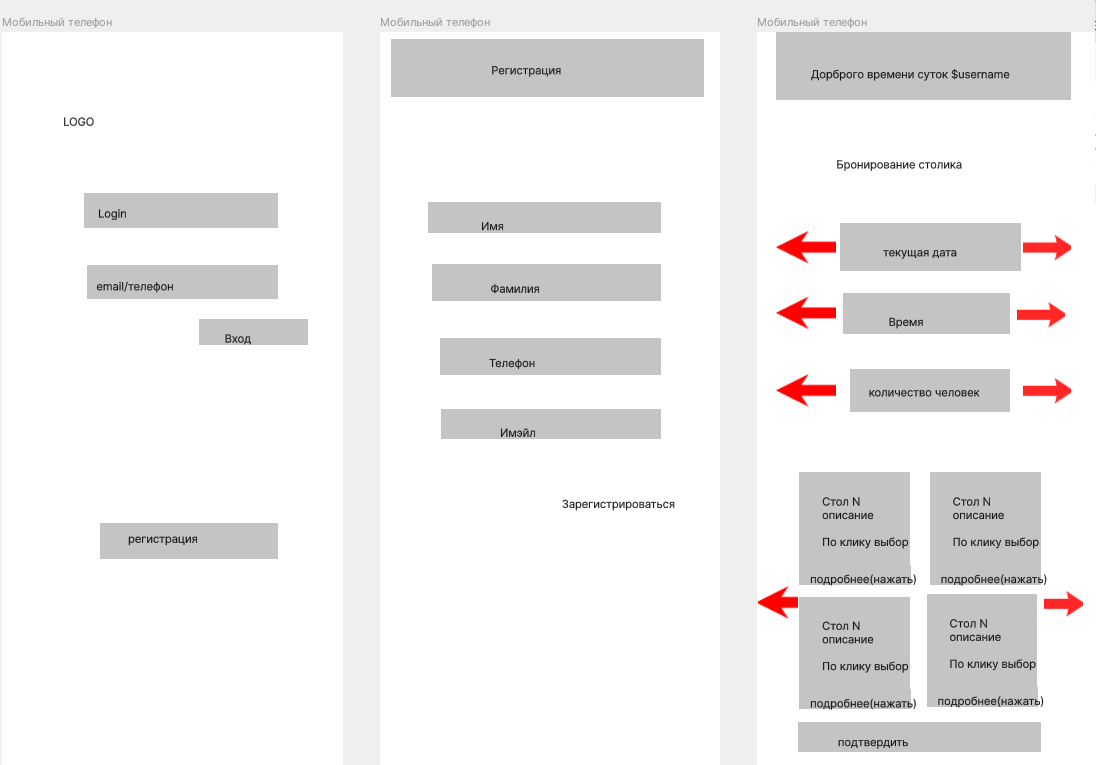 Мобильный телефон
LOGO
Login
email/телефон
Вход
регистрация
Мобильный телефон
Регистрация
Имя
Фамилия
Телефон
Имэйл
Зарегистрироваться
Мобильный телефон
Дорброго времени суток $username
Бронирование столика
текущая дата
Время
количество человек
Стол N
описание
По клику выбор
подробнее(нажать)
Стол N
описание
По клику выбор
подробнее(нажать)
Стол N
описание
По клику выбор
подробнее(нажать)
Стол N
описание
По клику выбор
подробнее(нажать)
подтвердить